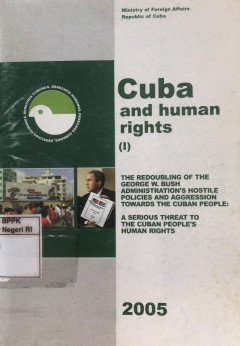 Ministry of Foreign Affairs
Republic of Cuba
Cuba
and human
rights
(I)
THE REDOUBLING OF THE
GEORGE W. BUSH
ADMINISTRATION'S HOSTILE
POLICIES AND AGGRESSION
TOWARDS THE CUBAN PEOPLE:
A SERIOUS THREAT TO
THE CUBAN PEOPLE'S
HUMAN RIGHTS
BPPK
Negeri RI
2005